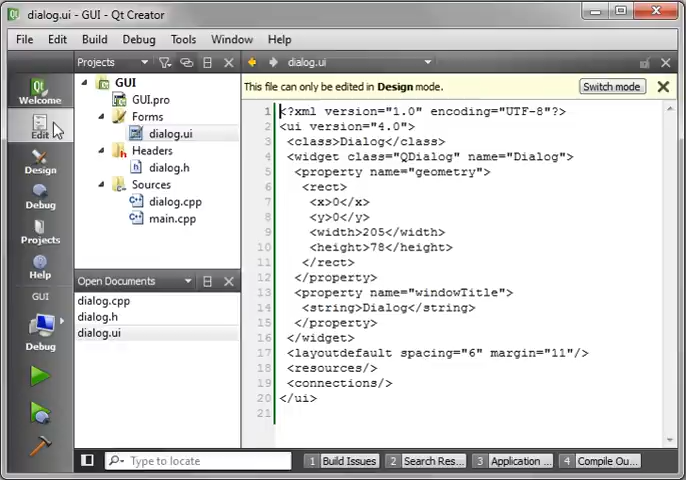 dialog.ui - Qt Creator
File Edit Build Debug Tools Window Help
Projects
dialog.ui
Welcome
Edit
Design
Debug
Projects
Help
GUI
Debug
GUI
GUI.pro
Forms
dialog.ui
Headers
dialog.h
Sources
dialog.cpp
main.cpp
Open Documents
dialog.cpp
dialog.h
dialog.ui
This file can only be edited in Design mode.
Switch mode
1 <?xml version="1.0" encoding="UTF-8"?>
2 <ui version="4.0">
3 <class>Dialog</class>
4 <widget class="QDialog" name="Dialog">
5 <property name="geometry">
6 <rect>
7 <x>0</x>
8 <y>0</y>
9 <width>205</width>
10 <height>78</height>
11 </rect>
12 </property>
13 <property name="windowTitle">
14 <string>Dialog</string>
15 </property>
16 </widget>
17 <layoutdefault spacing="6" margin="11"/>
18 <resources/>
19 <connections/>
20 </ui>
21
Type to locate
1 Build Issues 2 Search Res... 3 Application ... 4 Compile Ou...